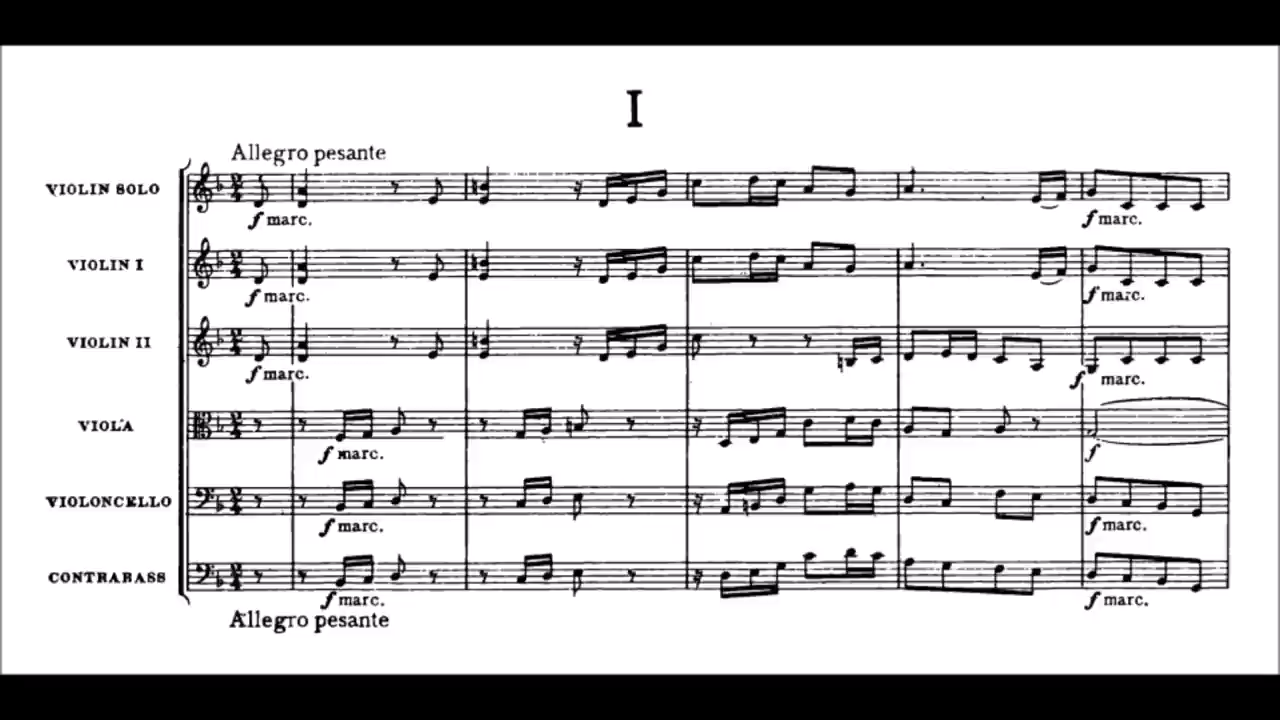 I
Allegro pesante
VIOLIN SOLO
f marc.
f marc.
VIOLIN I
f marc.
f marc.
VIOLIN II
f marc.
f marc.
VIOLA
f marc.
f
VIOLONCELLO
f marc.
f marc.
CONTRABASS
f marc.
f marc.
Allegro pesante